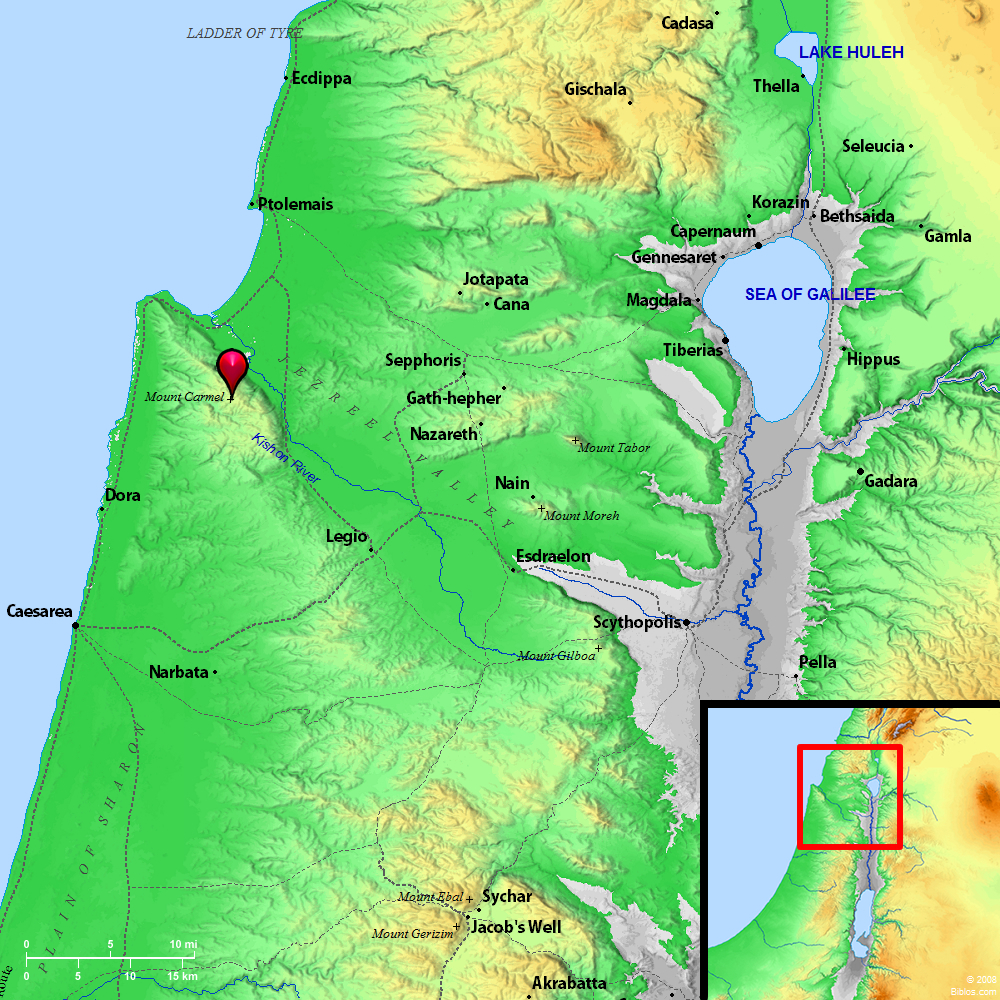 Cadasa
LADDER OF TYRE
LAKE HULEH
Ecdippa
Thella
Gischala
Seleucia
Ptolemais
Korazin
Bethsaida
Capernaum
Gamla
Gennesaret
Jotapata
SEA OF GALILEE
Magdala
Cana
Tiberias
Sepphoris
Hippus
Mount Carmel
Gath-hepher
JEZREEL VALLEY
Nazareth
Mount Tabor
Kishon River
Nain
Gadara
Dora
Mount Moreh
Legio
Esdraelon
Caesarea
Scythopolis
Mount Gilboa
Narbata
Pella
PLAIN OF SHARON
Mount Ebal
Sychar
Jacob's Well
Mount Gerizim
0 5 10 mi
0 5 10 15 km
Route
Akrabatta
© 2008
Biblos.com